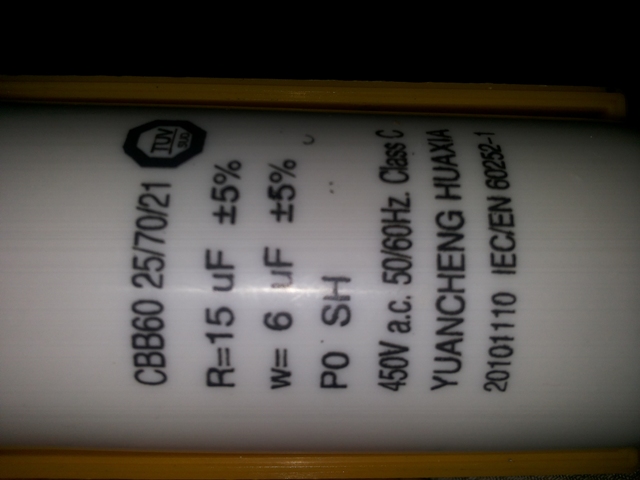 CBB60 25/70/21 TÜV SÜD
R=15 uF ±5%
w= 6 uF ±5%
P0 SH
450V a.c. 50/60Hz. Class C
YUANCHENG HUAXIA
20101110 IEC/EN 60252-1